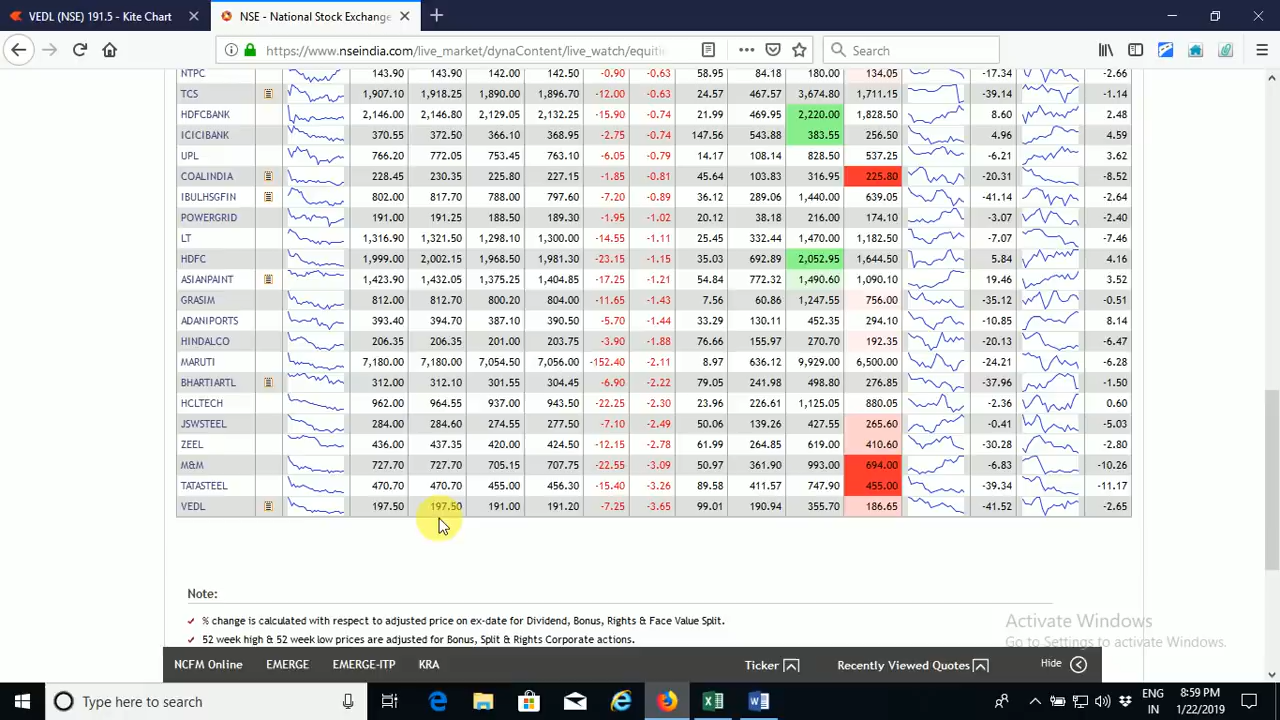 VEDL (NSE) 191.5 - Kite Chart
NSE - National Stock Exchange
https://www.nseindia.com/live_market/dynaContent/live_watch/equitie
Search
NTPC 143.90 143.90 142.00 142.50 -0.90 -0.63 58.95 84.18 180.00 134.05 -17.34 -2.66
TCS 1,907.10 1,918.25 1,890.00 1,896.70 -12.00 -0.63 24.57 467.57 3,674.80 1,711.15 -39.14 -1.14
HDFCBANK 2,146.00 2,146.80 2,129.05 2,132.25 -15.90 -0.74 21.99 469.95 2,220.00 1,828.50 8.60 2.48
ICICIBANK 370.55 372.50 366.10 368.95 -2.75 -0.74 147.56 543.88 383.55 256.50 4.96 4.59
UPL 766.20 772.05 753.45 763.10 -6.05 -0.79 14.17 108.14 828.50 537.25 -6.21 3.62
COALINDIA 228.45 230.35 225.80 227.15 -1.85 -0.81 45.64 103.83 316.95 225.80 -20.31 -8.52
IBULHSGFIN 802.00 817.70 788.00 797.60 -7.20 -0.89 36.12 289.06 1,440.00 639.05 -41.14 -2.64
POWERGRID 191.00 191.25 188.50 189.30 -1.95 -1.02 20.12 38.18 216.00 174.10 -3.07 -2.40
LT 1,316.90 1,321.50 1,298.10 1,300.00 -14.55 -1.11 25.45 332.44 1,470.00 1,182.50 -7.07 -7.46
HDFC 1,999.00 2,002.15 1,968.50 1,981.30 -23.15 -1.15 35.03 692.89 2,052.95 1,644.50 5.84 4.16
ASIANPAINT 1,423.90 1,432.05 1,375.25 1,404.85 -17.25 -1.21 54.84 772.32 1,490.60 1,090.10 19.46 3.52
GRASIM 812.00 812.70 800.20 804.00 -11.65 -1.43 7.56 60.86 1,247.55 756.00 -35.12 -0.51
ADANIPORTS 393.40 394.70 387.10 390.50 -5.70 -1.44 33.29 130.11 452.35 294.10 -10.85 8.14
HINDALCO 206.35 206.35 201.00 203.75 -3.90 -1.88 76.66 155.97 270.70 192.35 -20.13 -6.47
MARUTI 7,180.00 7,180.00 7,054.50 7,056.00 -152.40 -2.11 8.97 636.12 9,929.00 6,500.00 -24.21 -6.28
BHARTIARTL 312.00 312.10 301.55 304.45 -6.90 -2.22 79.05 241.98 498.80 276.85 -37.96 -1.50
HCLTECH 962.00 964.55 937.00 943.50 -22.25 -2.30 23.96 226.61 1,125.05 880.05 -2.36 0.60
JSWSTEEL 284.00 284.60 274.55 277.50 -7.10 -2.49 50.06 139.26 427.55 265.60 -0.41 -5.03
ZEEL 436.00 437.35 420.00 424.50 -12.15 -2.78 61.99 264.85 619.00 410.60 -30.28 -2.80
M&M 727.70 727.70 705.15 707.75 -22.55 -3.09 50.97 361.90 993.00 694.00 -6.83 -10.26
TATASTEEL 470.70 470.70 455.00 456.30 -15.40 -3.26 89.58 411.57 747.90 455.00 -39.34 -11.17
VEDL 197.50 197.50 191.00 191.20 -7.25 -3.65 99.01 190.94 355.70 186.65 -41.52 -2.65
Note:
% change is calculated with respect to adjusted price on ex-date for Dividend, Bonus, Rights & Face Value Split.
52 week high & 52 week low prices are adjusted for Bonus, Split & Rights Corporate actions.
Activate Windows
Go to Settings to activate Windows.
NCFM Online EMERGE EMERGE-ITP KRA Ticker Recently Viewed Quotes Hide
Type here to search
ENG
IN
8:59 PM
1/22/2019